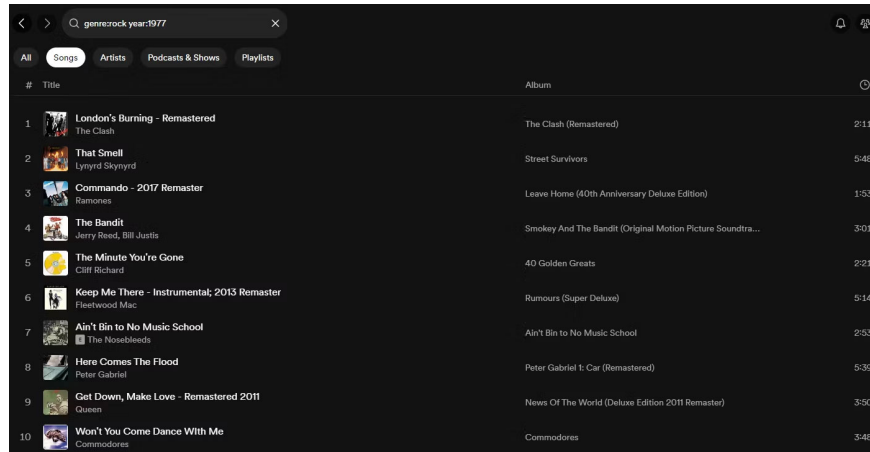 genre:rock year:1977
All Songs Artists Podcasts & Shows Playlists
# Title Album
1 London's Burning - Remastered The Clash (Remastered) 2:11
The Clash
2 That Smell Street Survivors 5:48
Lynyrd Skynyrd
3 Commando - 2017 Remaster Leave Home (40th Anniversary Deluxe Edition) 1:53
Ramones
4 The Bandit Smokey And The Bandit (Original Motion Picture Soundtra... 3:01
Jerry Reed, Bill Justis
5 The Minute You're Gone 40 Golden Greats 2:21
Cliff Richard
6 Keep Me There - Instrumental; 2013 Remaster Rumours (Super Deluxe) 5:14
Fleetwood Mac
7 Ain't Bin to No Music School Ain't Bin to No Music School 2:53
E The Nosebleeds
8 Here Comes The Flood Peter Gabriel 1: Car (Remastered) 5:39
Peter Gabriel
9 Get Down, Make Love - Remastered 2011 News Of The World (Deluxe Edition 2011 Remaster) 3:50
Queen
10 Won't You Come Dance With Me Commodores 3:48
Commodores